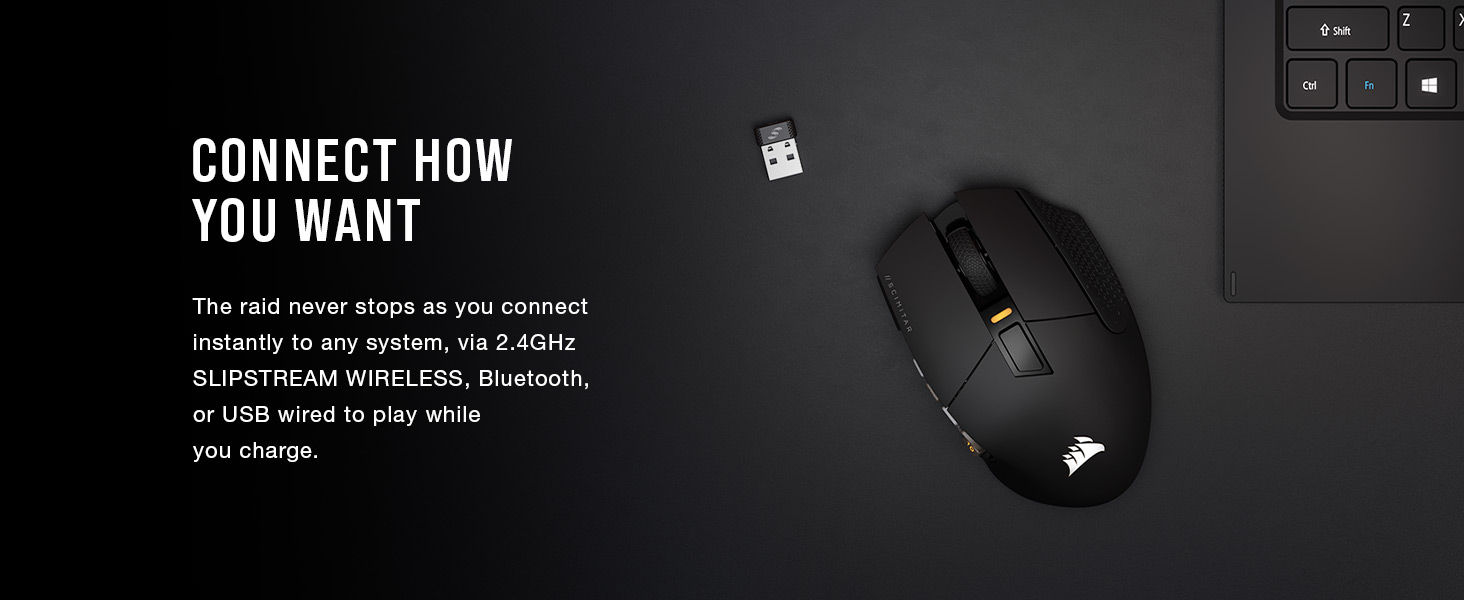 CONNECT HOW
YOU WANT
The raid never stops as you connect
instantly to any system, via 2.4GHz
SLIPSTREAM WIRELESS, Bluetooth,
or USB wired to play while
you charge.
//SCIMITAR
10
Shift
Z
X
Ctrl
Fn